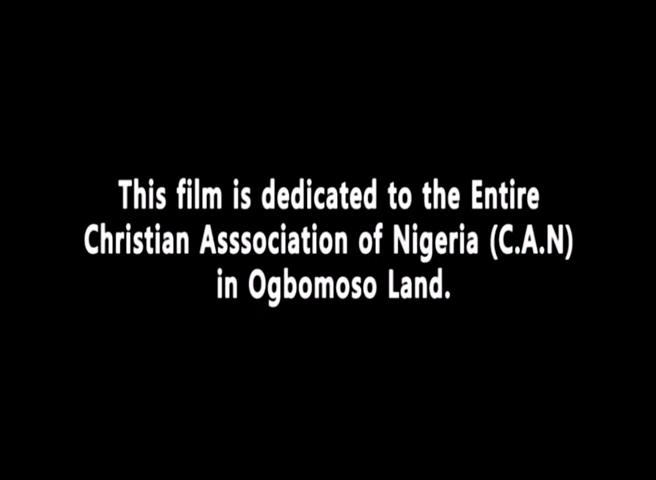 This film is dedicated to the Entire
Christian Asssociation of Nigeria (C.A.N)
in Ogbomoso Land.